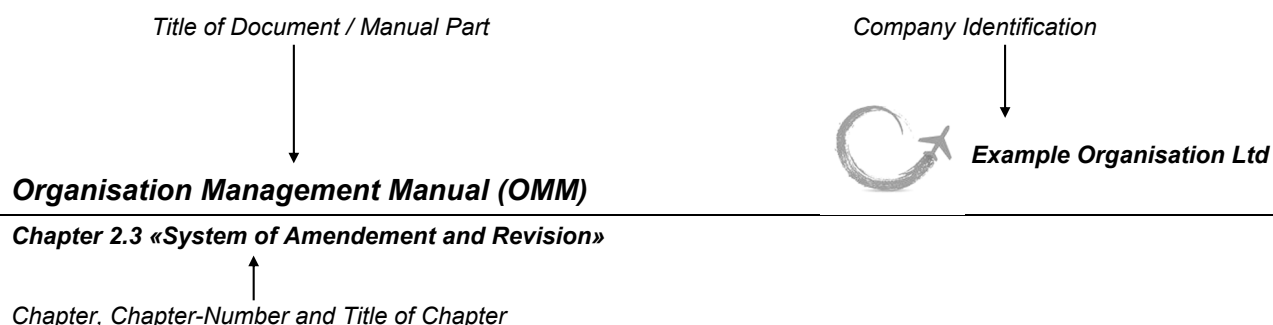 Title of Document / Manual Part
Company Identification
Example Organisation Ltd
Organisation Management Manual (OMM)
Chapter 2.3 «System of Amendement and Revision»
Chapter, Chapter-Number and Title of Chapter